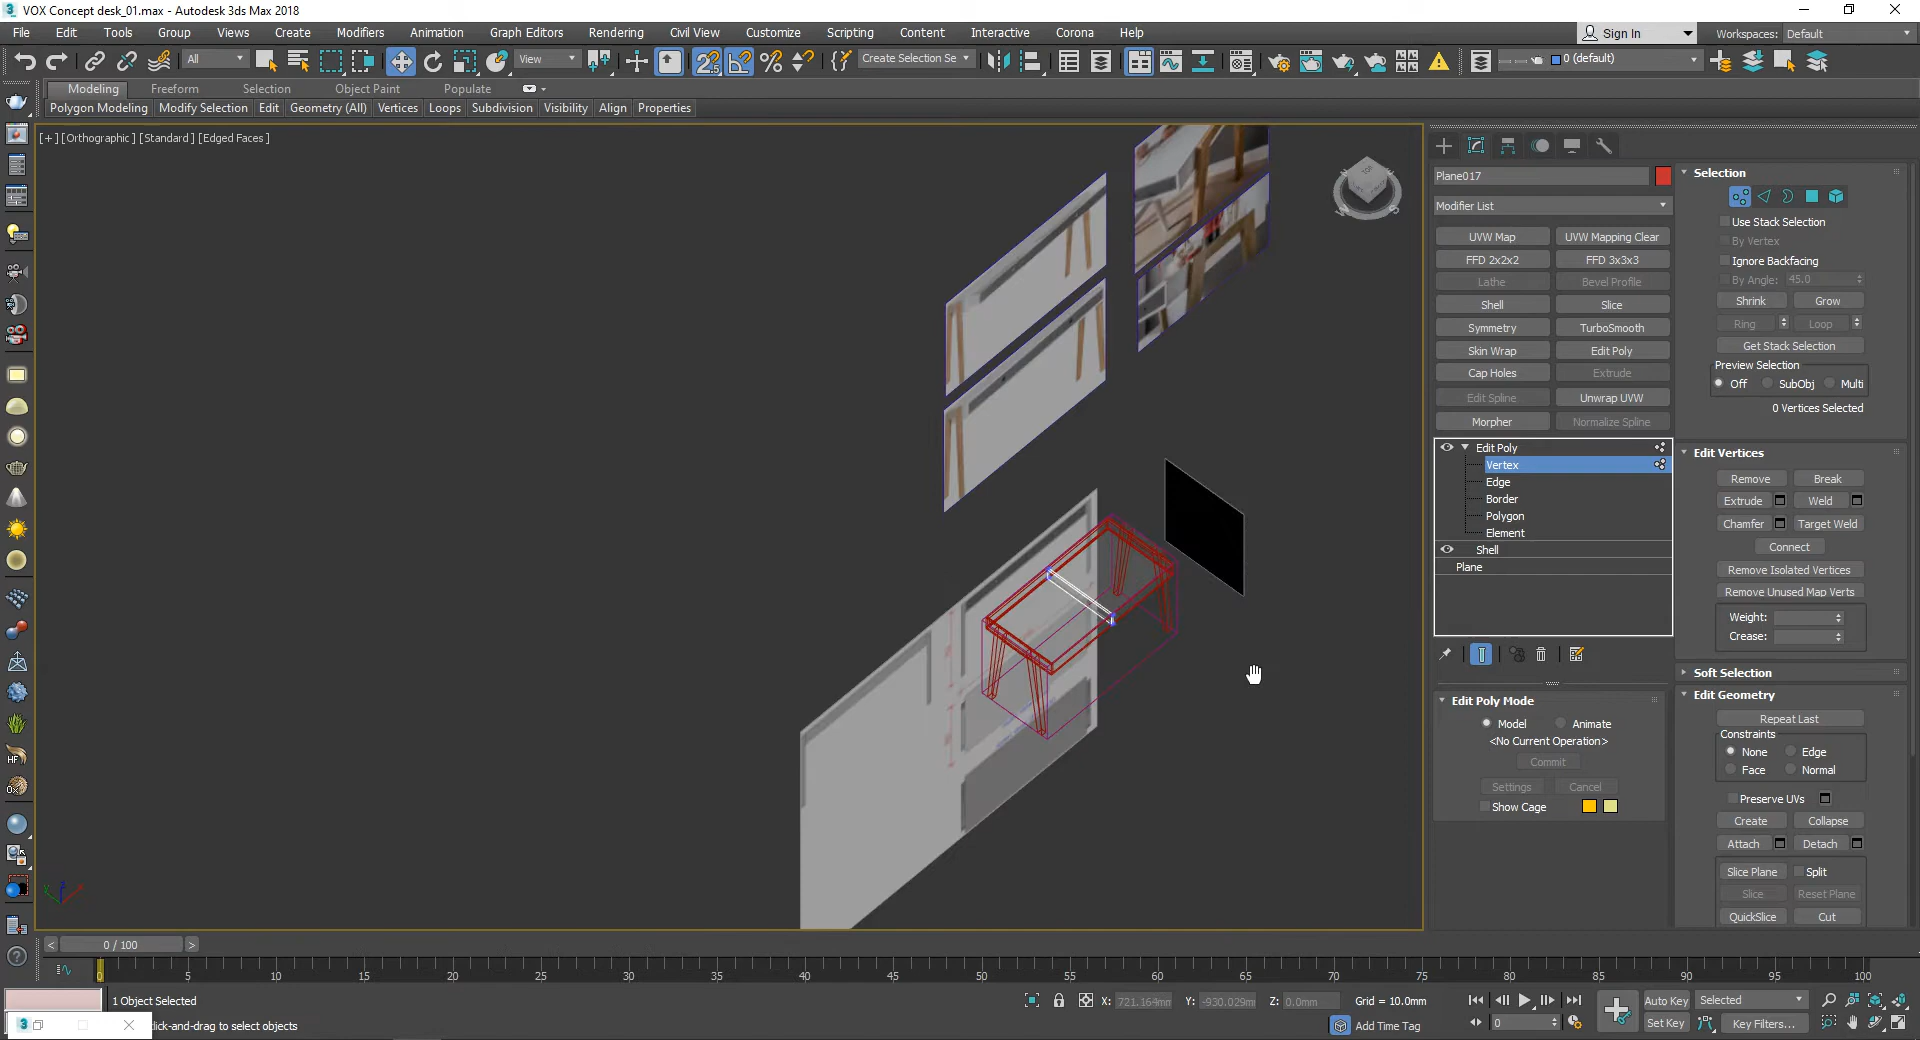 VOX Concept desk_01.max - Autodesk 3ds Max 2018
File Edit Tools Group Views Create Modifiers Animation Graph Editors Rendering Civil View Customize Scripting Content Interactive Corona Help
Sign In Workspaces: Default
All View Create Selection Se 0 (default)
Modeling Freeform Selection Object Paint Populate
Polygon Modeling Modify Selection Edit Geometry (All) Vertices Loops Subdivision Visibility Align Properties
[+] [Orthographic] [Standard] [Edged Faces]
Plane017
Modifier List
UVW Map UVW Mapping Clear
FFD 2x2x2 FFD 3x3x3
Lathe Bevel Profile
Shell Slice
Symmetry TurboSmooth
Skin Wrap Edit Poly
Cap Holes Extrude
Edit Spline Unwrap UVW
Morpher Normalize Spline
Edit Poly
Vertex
Edge
Border
Polygon
Element
Shell
Plane
Edit Poly Mode
Model Animate
<No Current Operation>
Commit
Settings Cancel
Show Cage
Selection
Use Stack Selection
By Vertex
Ignore Backfacing
By Angle: 45.0
Shrink Grow
Ring Loop
Get Stack Selection
Preview Selection
Off SubObj Multi
0 Vertices Selected
Edit Vertices
Remove Break
Extrude Weld
Chamfer Target Weld
Connect
Remove Isolated Vertices
Remove Unused Map Verts
Weight:
Crease:
Soft Selection
Edit Geometry
Repeat Last
Constraints
None Edge
Face Normal
Preserve UVs
Create Collapse
Attach Detach
Slice Plane Split
Slice Reset Plane
QuickSlice Cut
< 0 / 100 >
0 5 10 15 20 25 30 35 40 45 50 55 60 65 70 75 80 85 90 95 100
1 Object Selected X: 721.164mm Y: -930.029mm Z: 0.0mm Grid = 10.0mm Auto Key Selected
click-and-drag to select objects Add Time Tag 0 Set Key Key Filters...